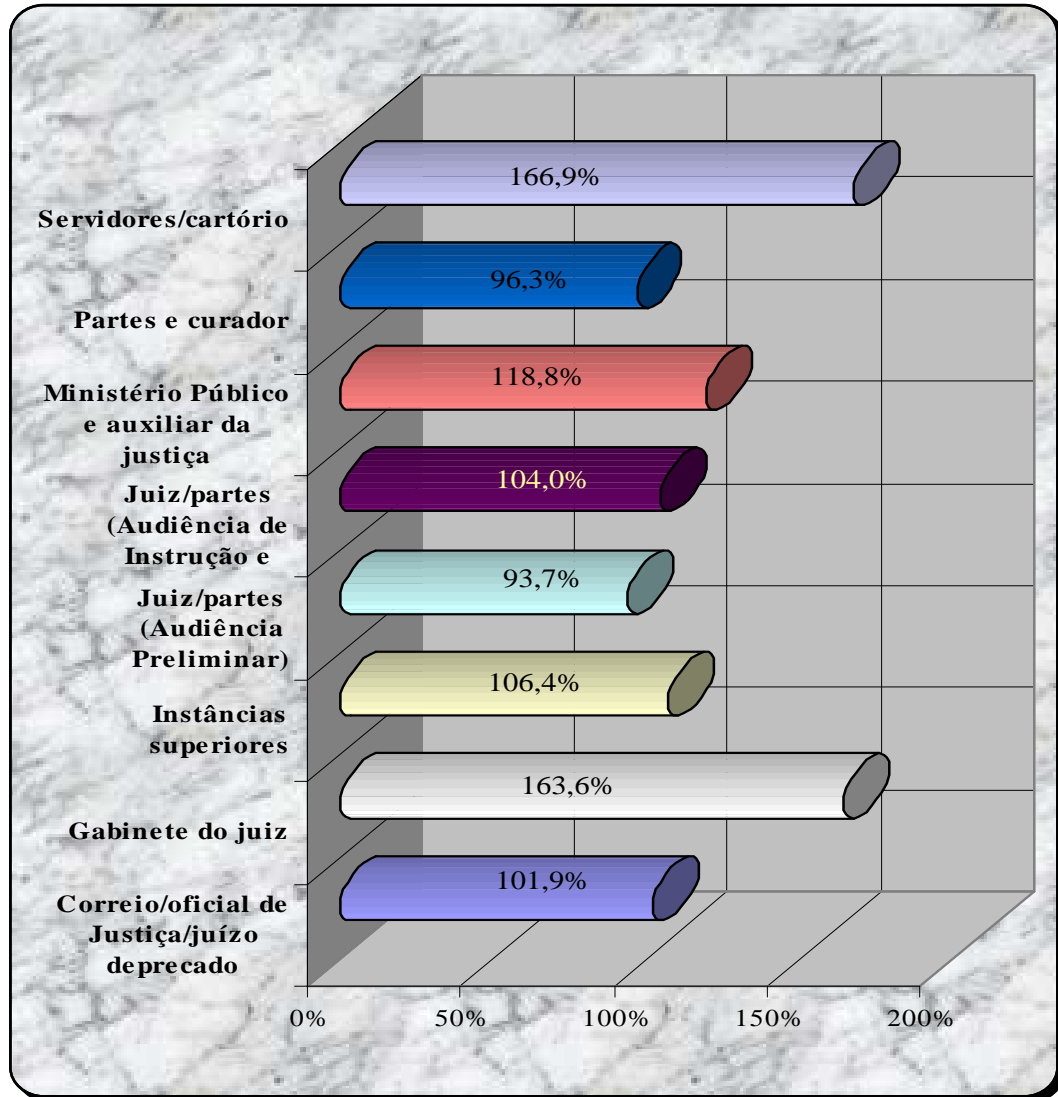 166,9%
Servidores/cartório
96,3%
Partes e curador
118,8%
Ministério Público
e auxiliar da
justiça
104,0%
Juiz/partes
(Audiência de
Instrução e
93,7%
Juiz/partes
(Audiência
Preliminar)
106,4%
Instâncias
superiores
163,6%
Gabinete do juiz
101,9%
Correio/oficial de
Justiça/juízo
deprecado
0%
50%
100%
150%
200%